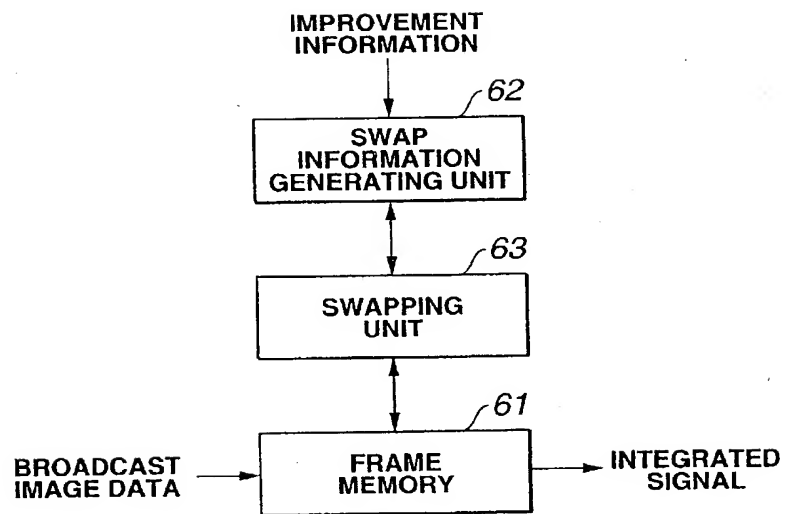 IMPROVEMENT
INFORMATION
62
SWAP
INFORMATION
GENERATING UNIT
63
SWAPPING
UNIT
61
BROADCAST
IMAGE DATA
FRAME
MEMORY
INTEGRATED
SIGNAL